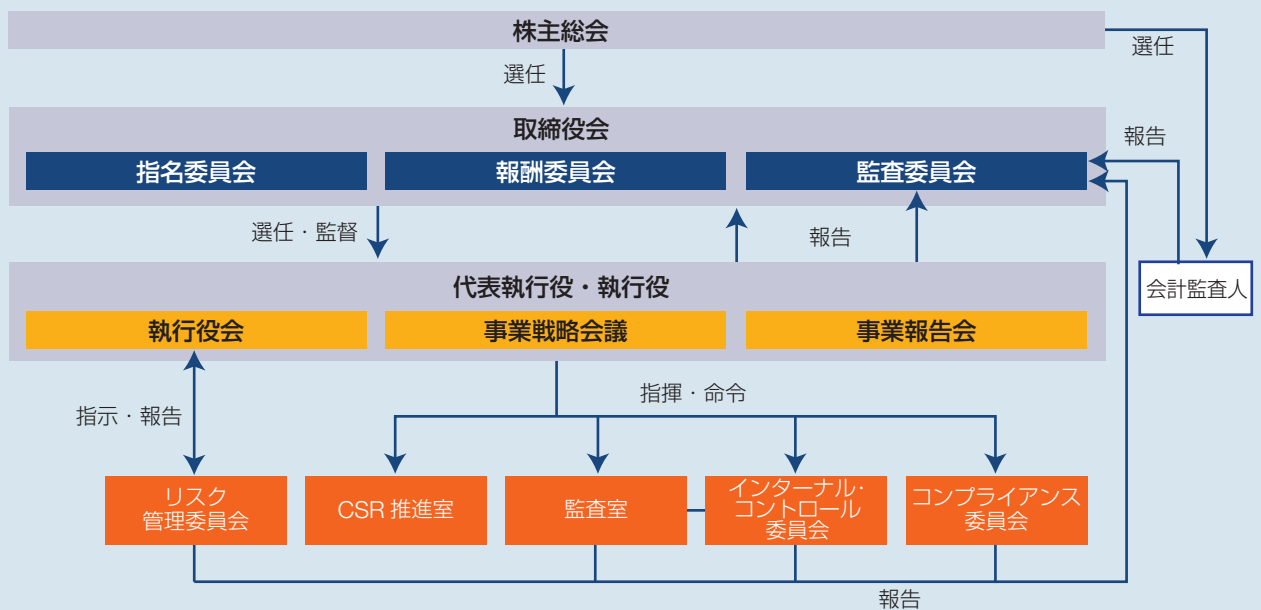 株主総会
選任
選任
取締役会
報告
指名委員会
報酬委員会
監査委員会
選任・監督
報告
代表執行役・執行役
会計監査人
執行役会
事業戦略会議
事業報告会
指示・報告
指揮・命令
リスク
管理委員会
CSR 推進室
監査室
インターナル・
コントロール
委員会
コンプライアンス
委員会
報告